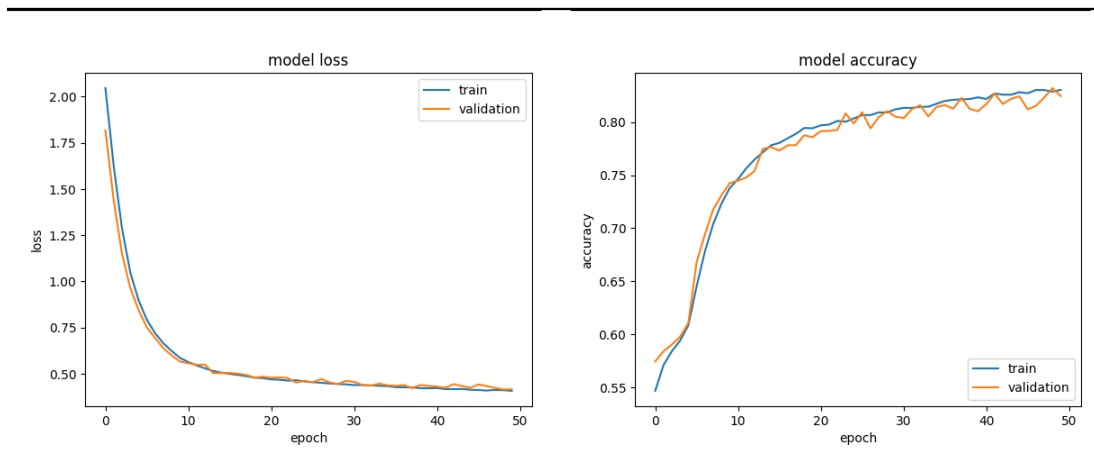 model loss
train
validation
2.00
1.75
1.50
1.25
1.00
0.75
0.50
loss
0
10
20
30
40
50
epoch
model accuracy
0.80
0.75
0.70
0.65
0.60
0.55
accuracy
train
validation
0
10
20
30
40
50
epoch